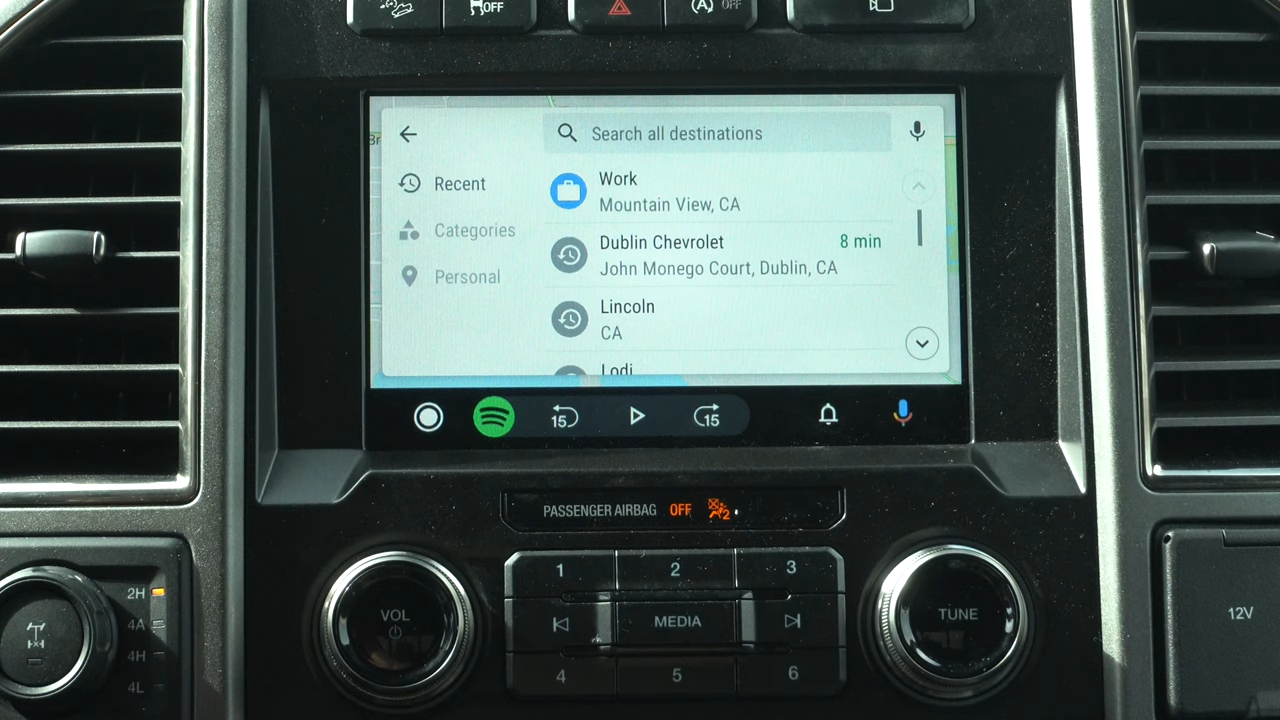 OFF
(A) OFF
Br
Search all destinations
Recent
Categories
Personal
Work
Mountain View, CA
Dublin Chevrolet
8 min
John Monego Court, Dublin, CA
Lincoln
CA
Lodi
15
15
PASSENGER AIRBAG OFF 2
1
2
3
VOL
MEDIA
TUNE
4
5
6
2H
4A
4H
4L
12V